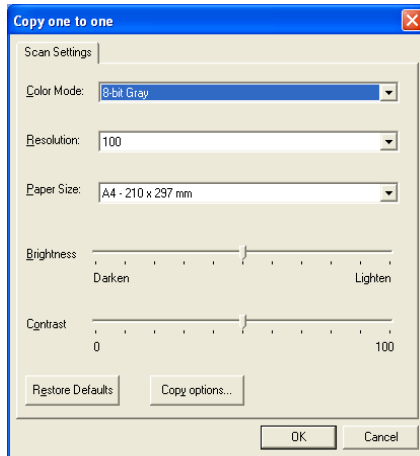 Copy one to one
Scan Settings
Color Mode: 8-bit Gray
Resolution: 100
Paper Size: A4 - 210 x 297 mm
Brightness
Darken Lighten
Contrast
0 100
Restore Defaults Copy options...
OK Cancel